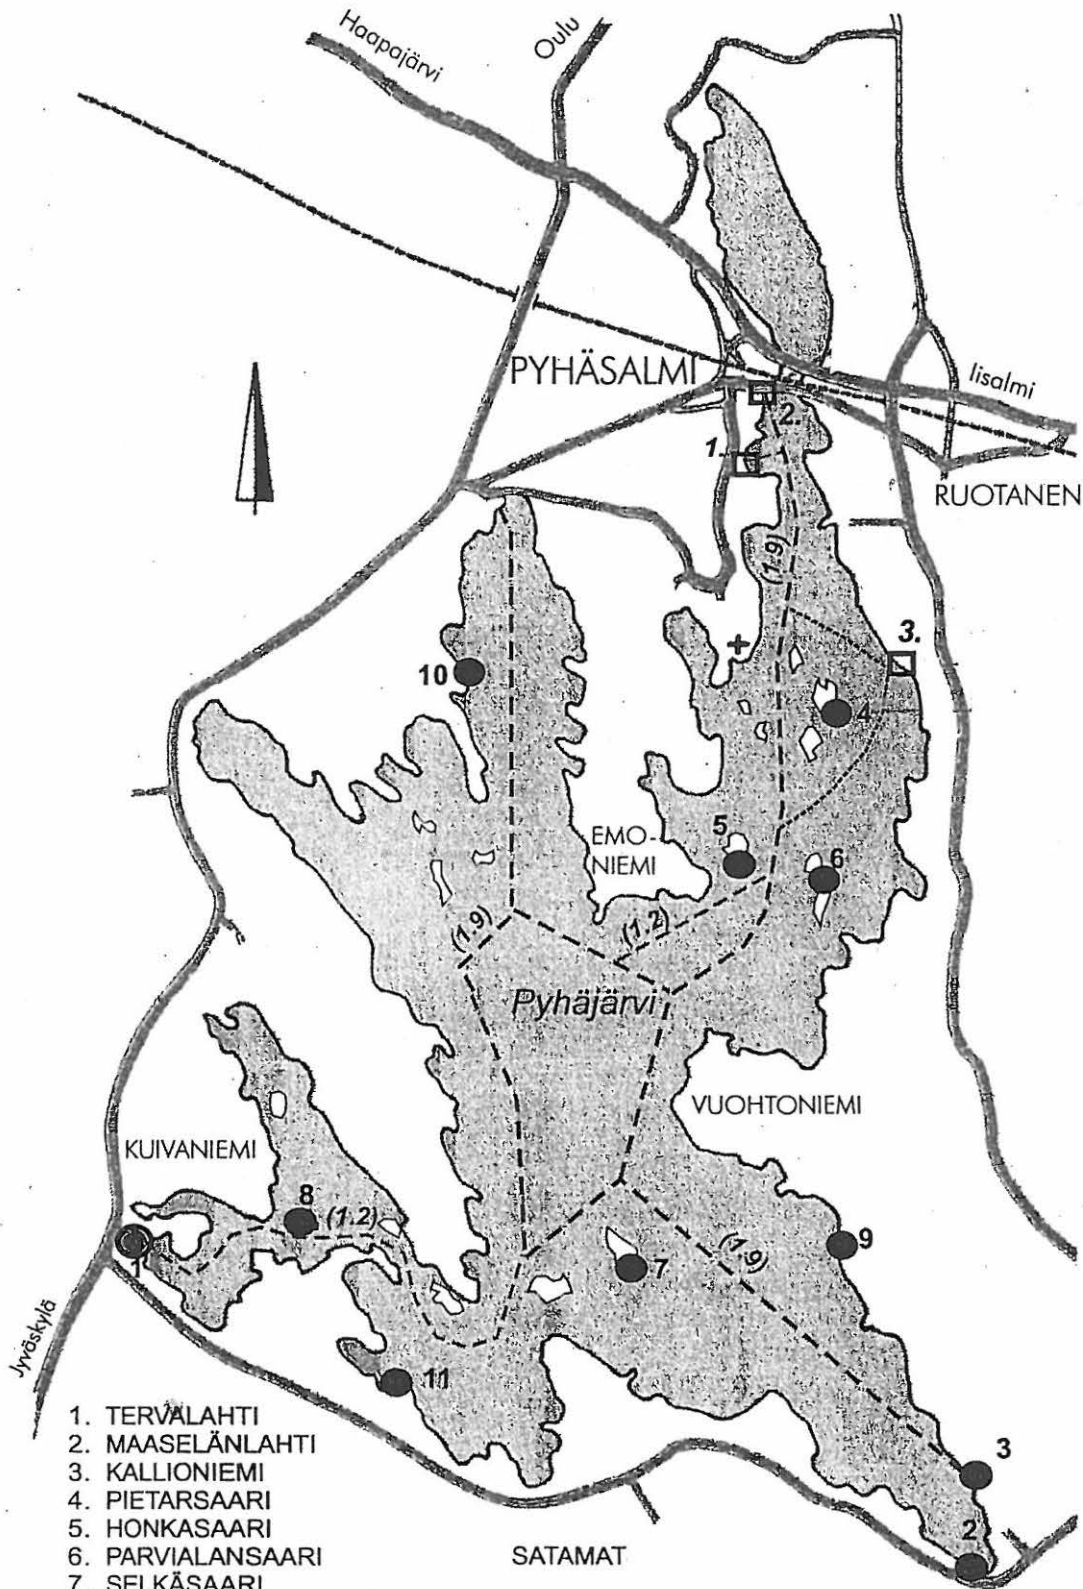 Haapajärvi
Oulu
PYHÄSALMI
Iisalmi
2.
1.
RUOTANEN
(1.9)
3.
10
4
5
EMO-
NIEMI
6
(1.9)
(1.2)
Pyhäjärvi
VUOHTONIEMI
KUIVANIEMI
8
(1.2)
9
1
(1.9)
7
Jyväskylä
11
1. TERVALAHTI
2. MAASELÄNLAHTI
3. KALLIONIEMI
4. PIETARSAARI
5. HONKASAARI
6. PARVIALANSAARI
7. SELKÄSAARI
3
2
SATAMAT